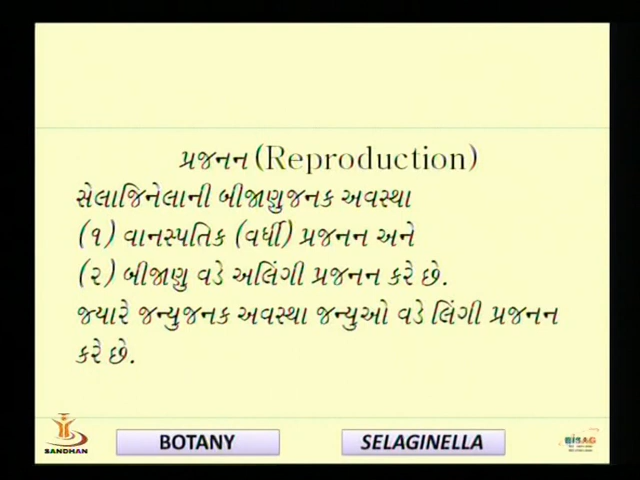 પ્રજનન (Reproduction)
સેલાજિનેલાની બીજાણુજનક અવસ્થા
(૧) વાનસ્પતિક (વર્ધી) પ્રજનન અને
(૨) બીજાણુ વડે અલિંગી પ્રજનન કરે છે.
જ્યારે જન્યુજનક અવસ્થા જન્યુઓ વડે લિંગી પ્રજનન
કરે છે.
SANDHAN
BOTANY
SELAGINELLA
BISAG